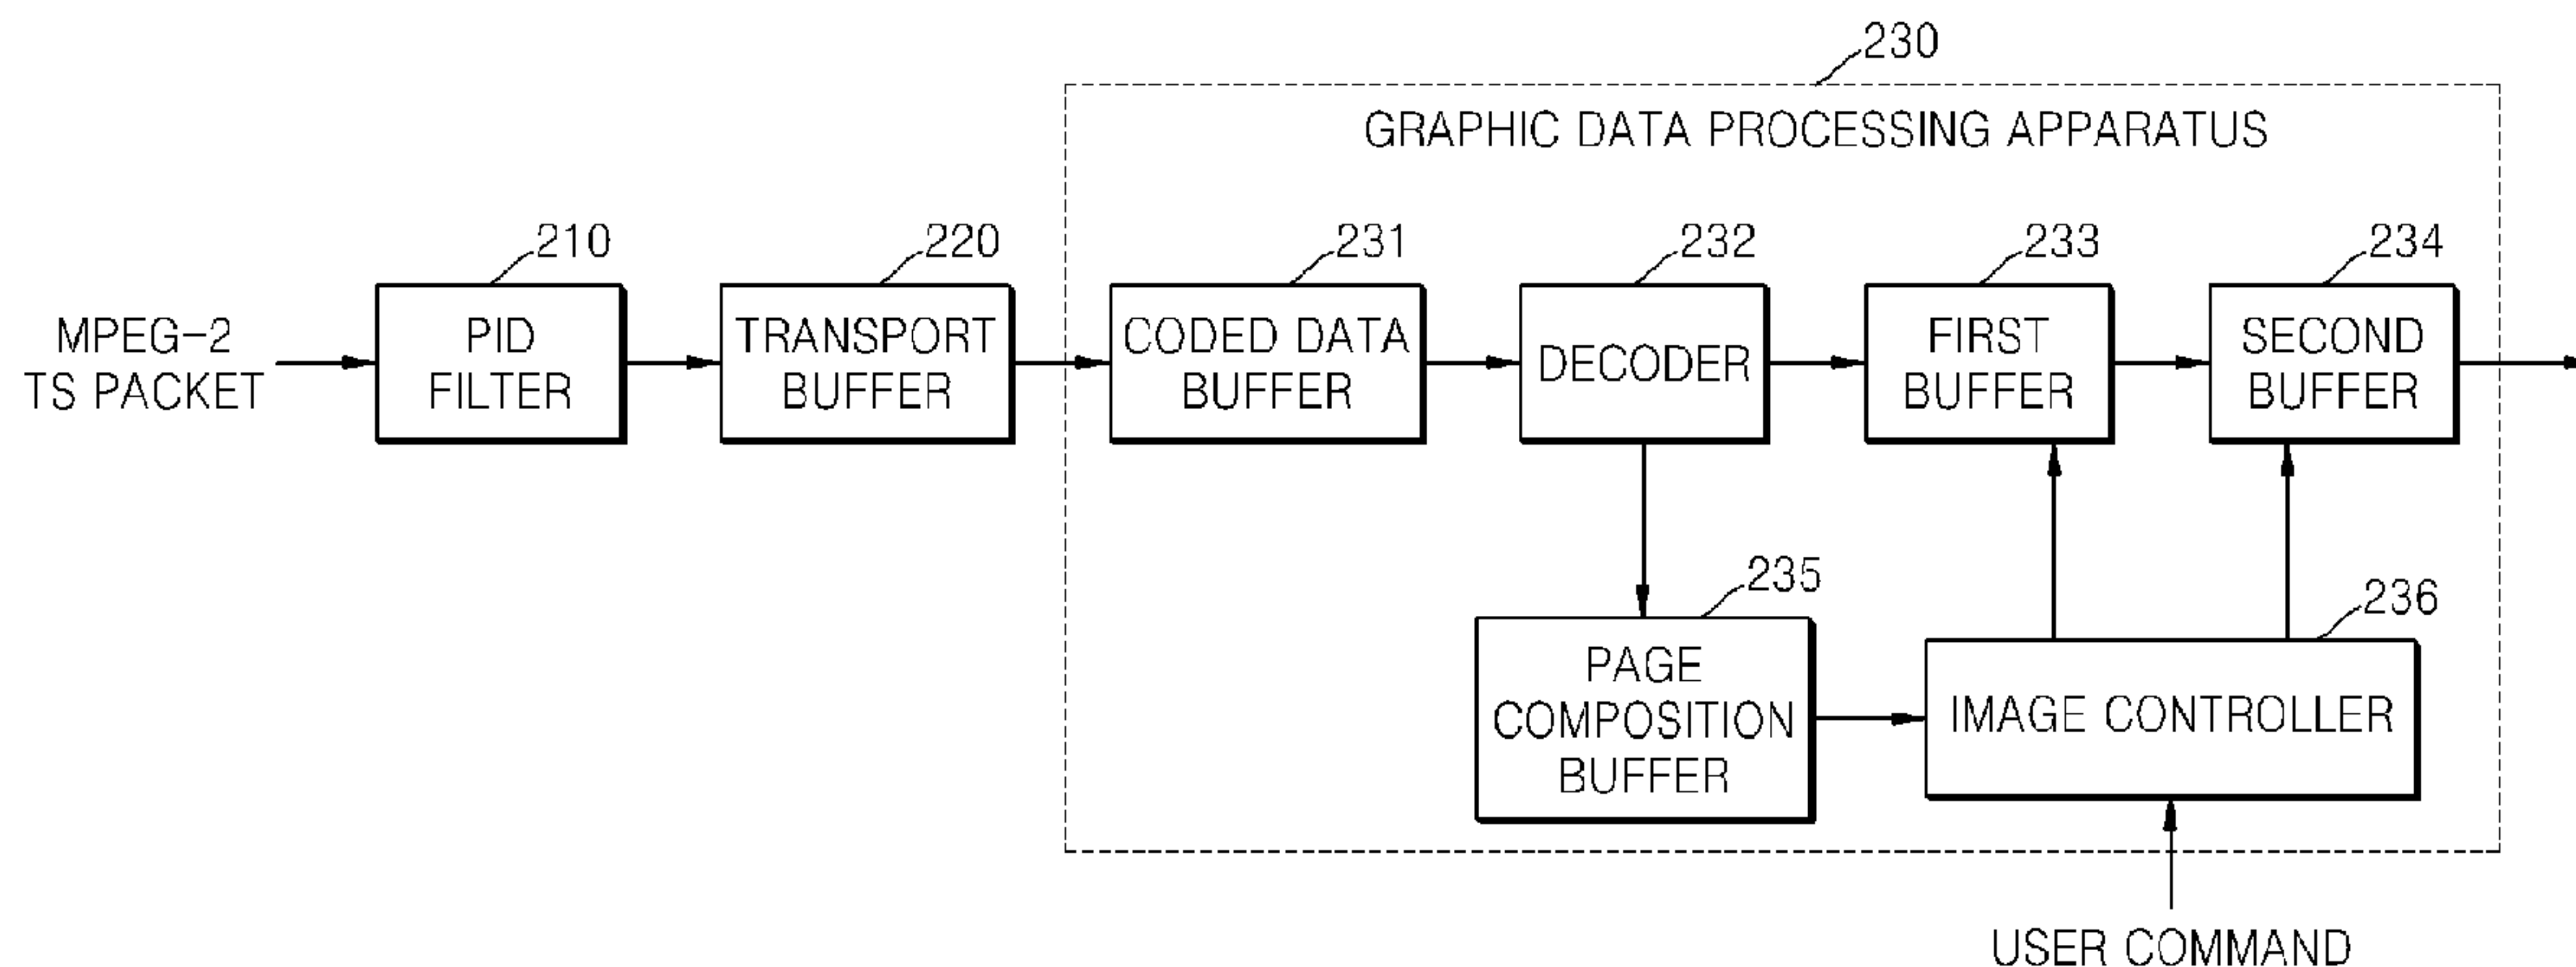 230
GRAPHIC DATA PROCESSING APPARATUS
210
220
231
232
233
234
MPEG-2
TS PACKET
PID
FILTER
TRANSPORT
BUFFER
CODED DATA
BUFFER
DECODER
FIRST
BUFFER
SECOND
BUFFER
235
236
PAGE
COMPOSITION
BUFFER
IMAGE CONTROLLER
USER COMMAND